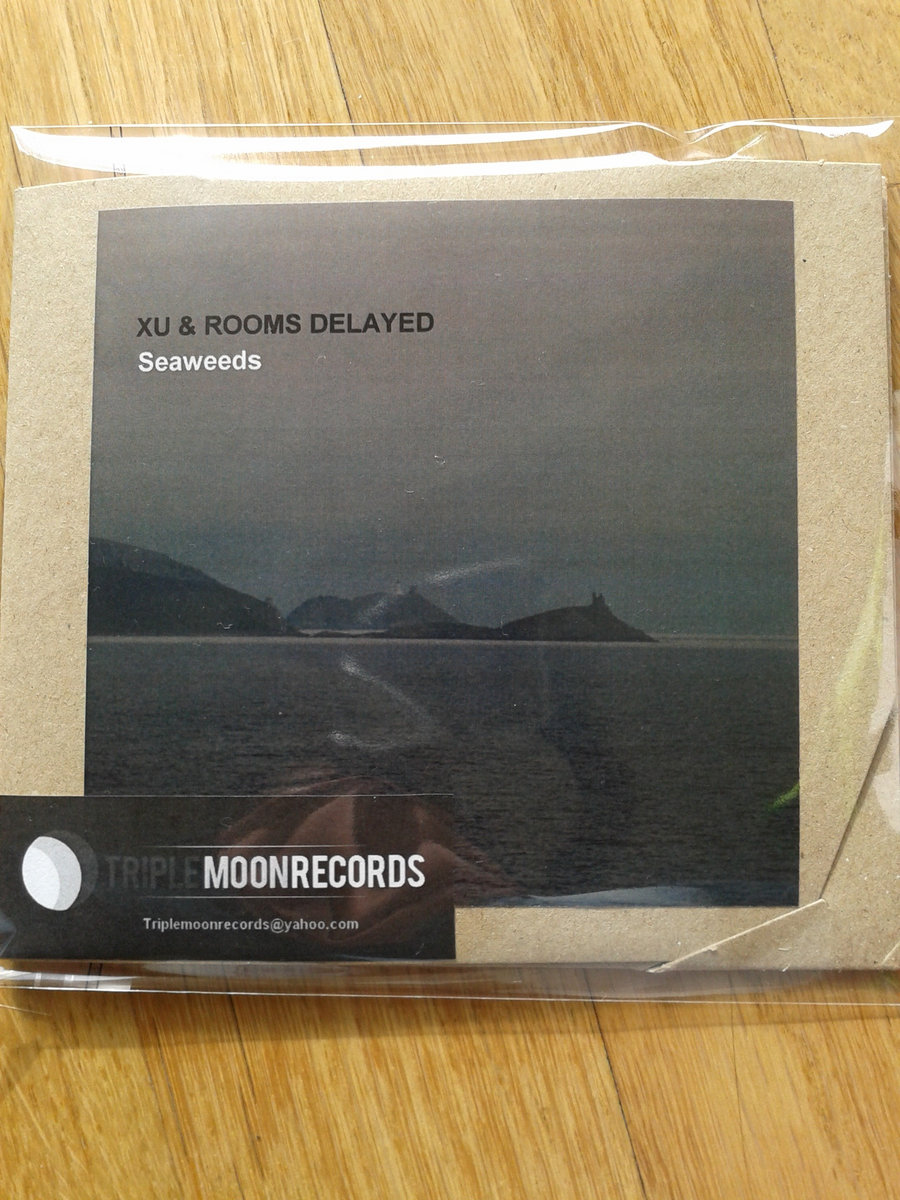 XU & ROOMS DELAYED
Seaweeds
TRIPLEMOONRECORDS
Triplemoonrecords@yahoo.com